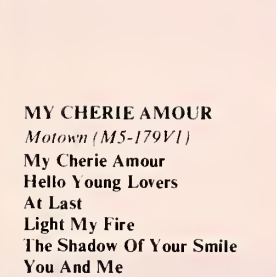 MY CHERIE AMOUR
Motown (M5-179V1)
My Cherie Amour
Hello Young Lovers
At Last
Light My Fire
The Shadow Of Your Smile
You And Me